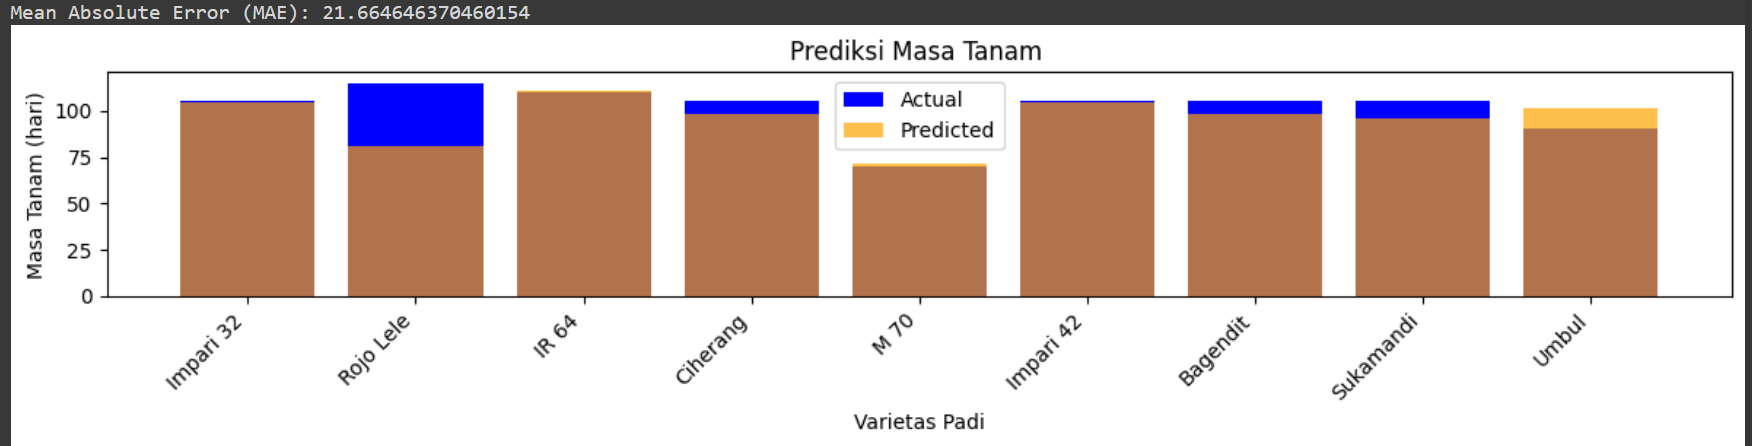 Mean Absolute Error (MAE): 21.664646370460154
Prediksi Masa Tanam
Actual
Predicted
Masa Tanam (hari)
100
75
50
25
0
Impari 32
Rojo Lele
IR 64
Ciherang
M 70
Impari 42
Bagendit
Sukamandi
Umbul
Varietas Padi